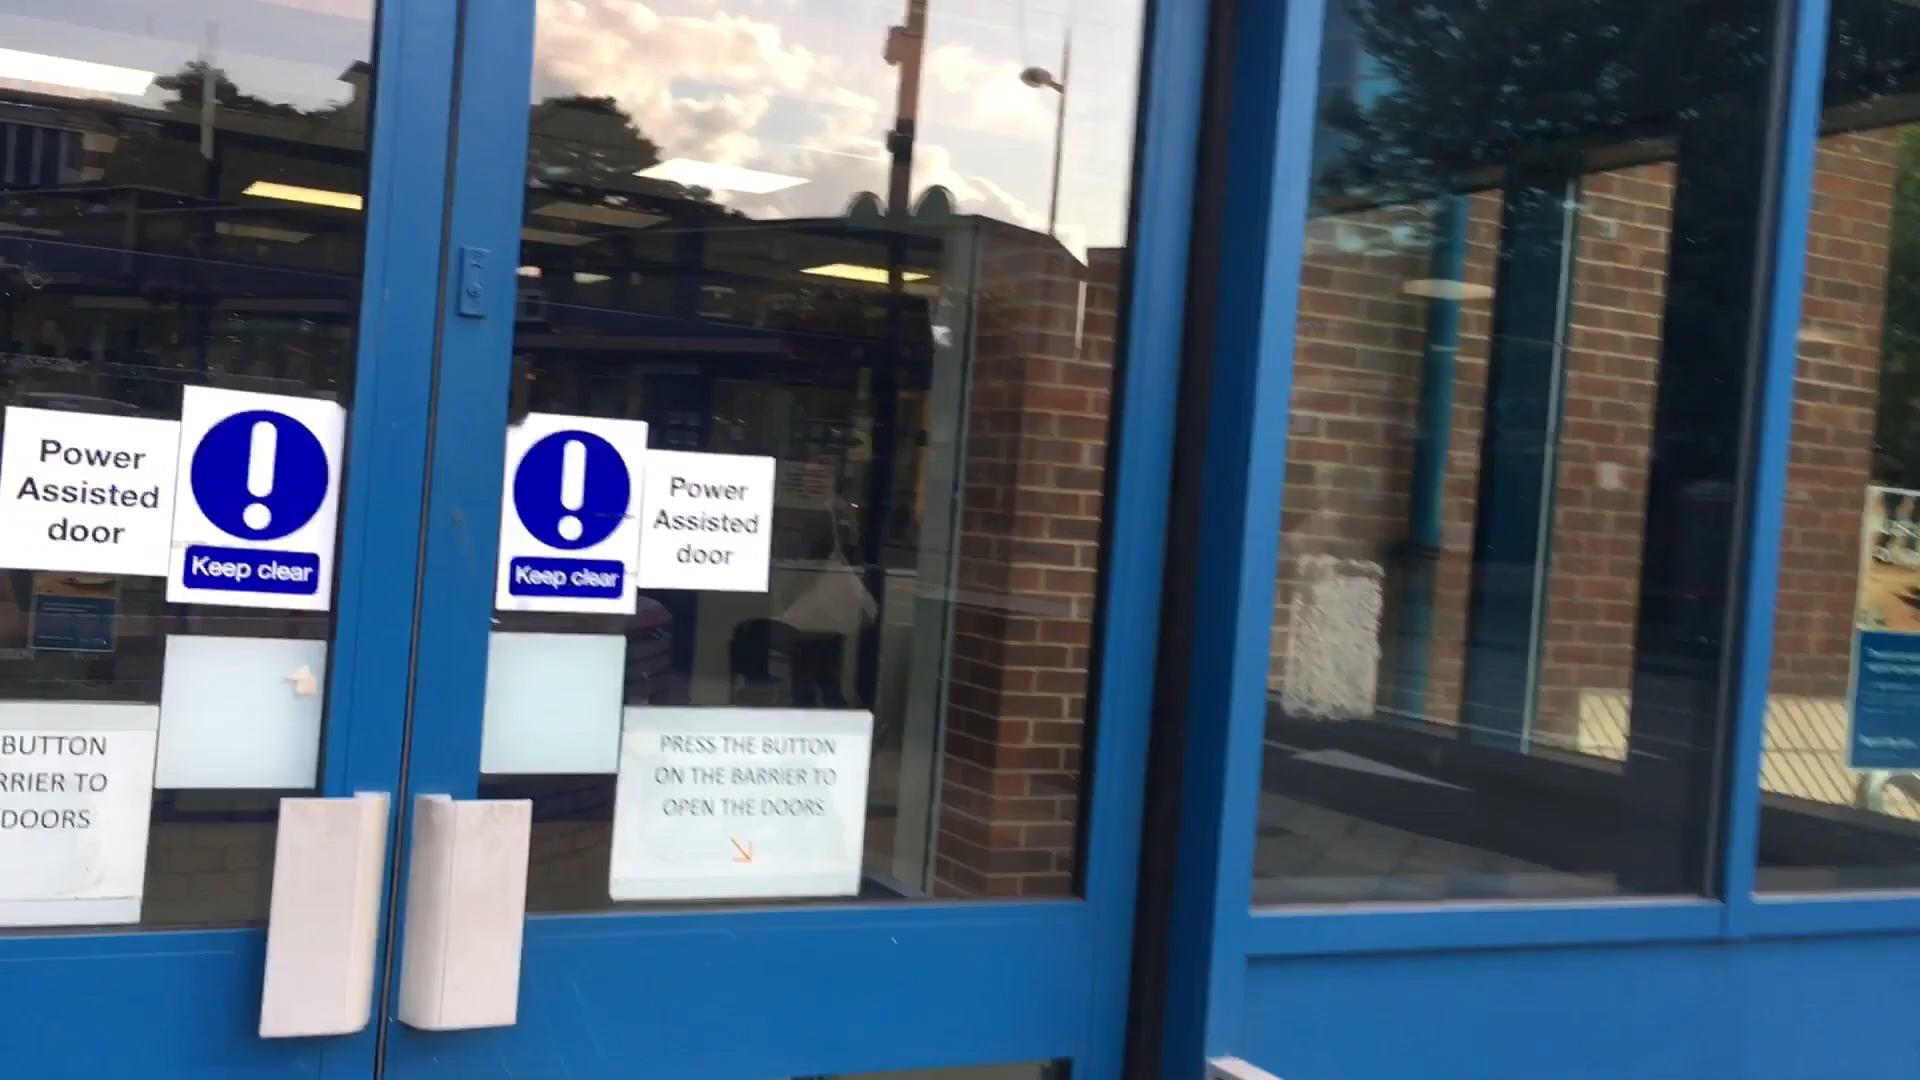 Power
Assisted
door
Keep clear
Keep clear
Power
Assisted
door
BUTTON
RRIER TO
DOORS
PRESS THE BUTTON
ON THE BARRIER TO
OPEN THE DOORS